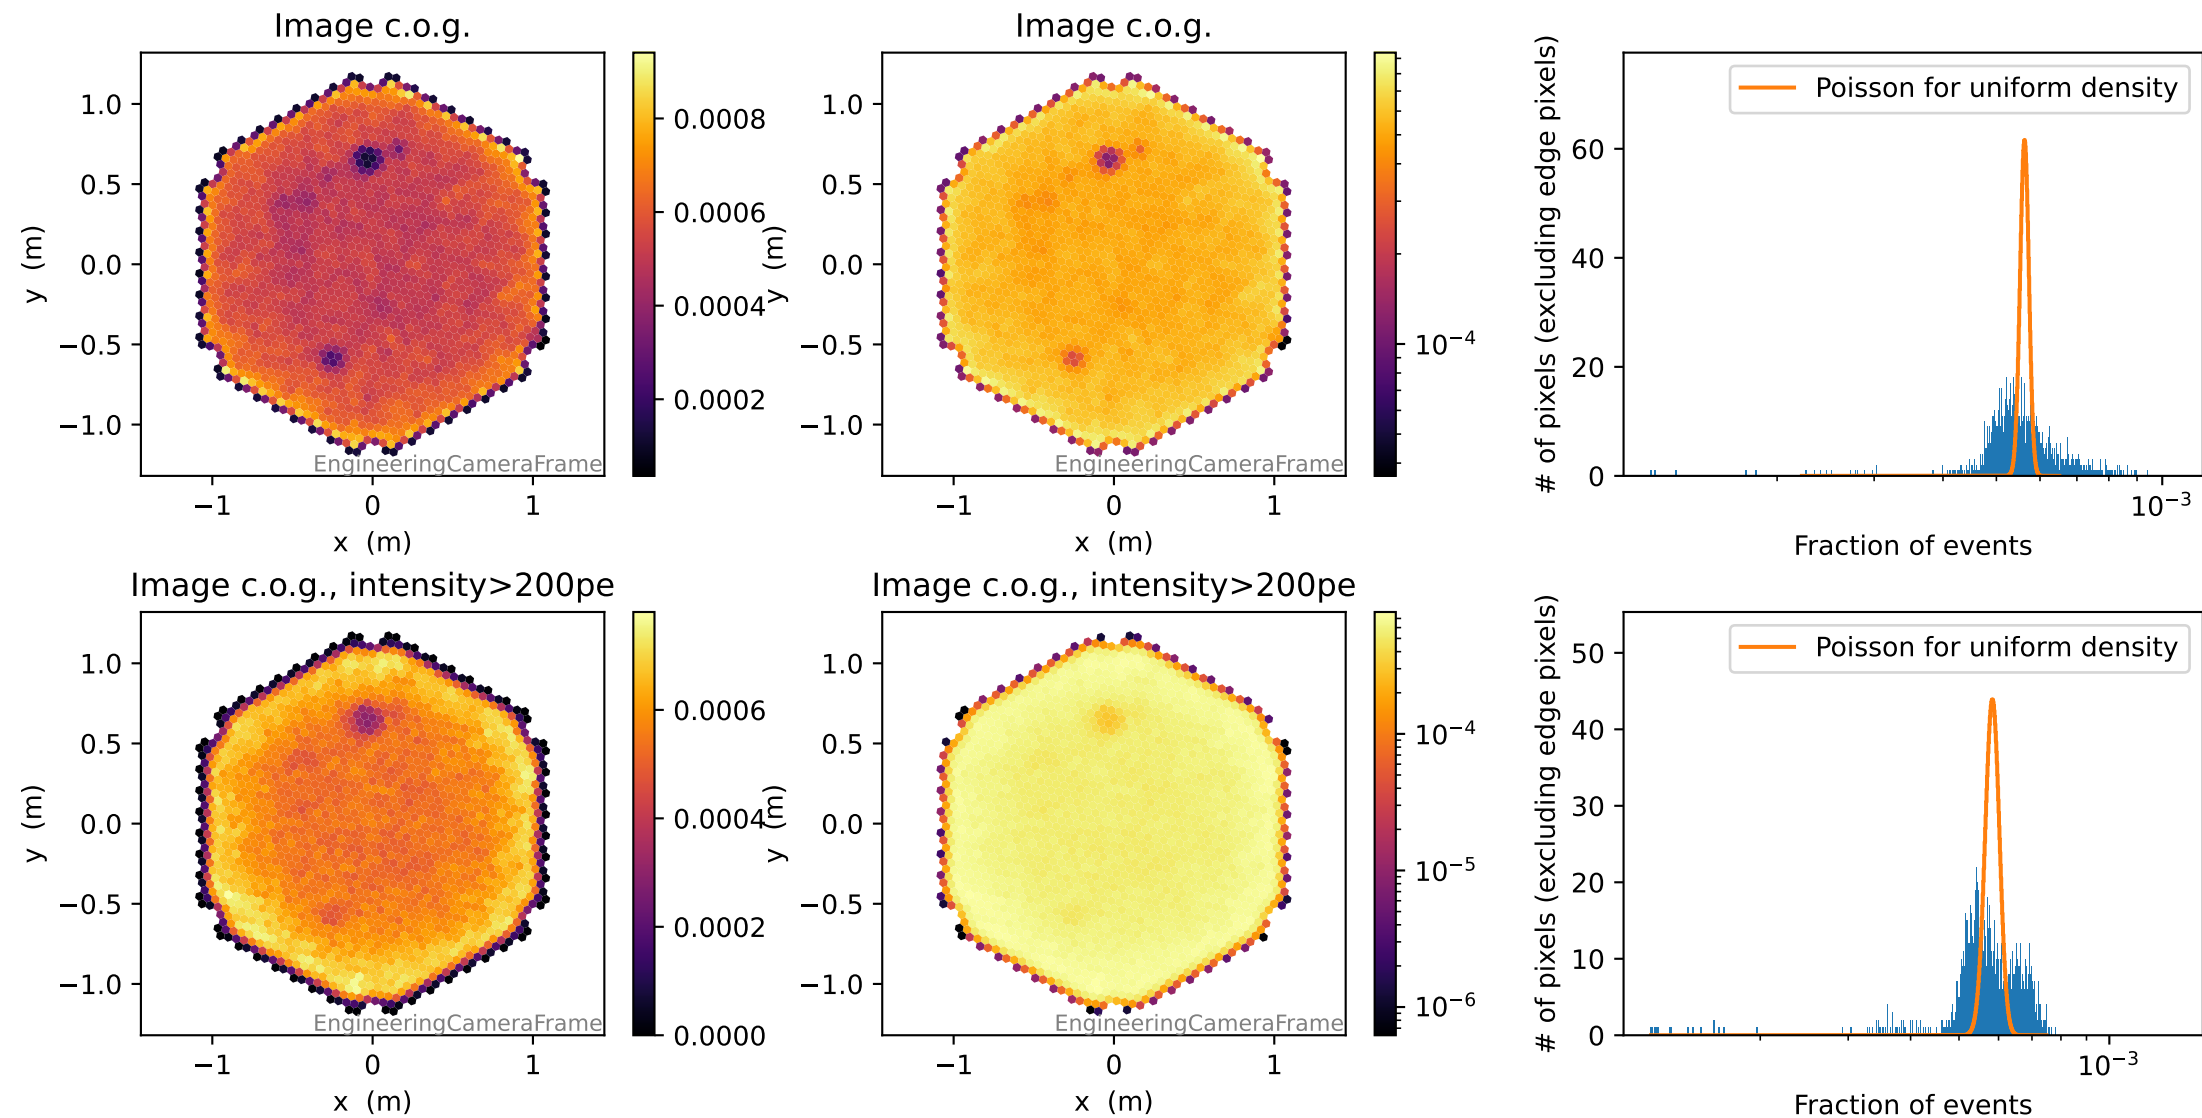 Image c.o.g.
1.0
0.5
0.0
−0.5
−1.0
y (m)
−1
0
1
x (m)
EngineeringCameraFrame
0.0008
0.0006
0.0004
0.0002
Image c.o.g.
1.0
0.5
0.0
−0.5
−1.0
y (m)
−1
0
1
x (m)
EngineeringCameraFrame
10⁻⁴
# of pixels (excluding edge pixels)
60
40
20
0
Poisson for uniform density
10⁻³
Fraction of events
Image c.o.g., intensity>200pe
1.0
0.5
0.0
−0.5
−1.0
y (m)
−1
0
1
x (m)
EngineeringCameraFrame
0.0006
0.0004
0.0002
0.0000
Image c.o.g., intensity>200pe
1.0
0.5
0.0
−0.5
−1.0
y (m)
−1
0
1
x (m)
EngineeringCameraFrame
10⁻⁴
10⁻⁵
10⁻⁶
# of pixels (excluding edge pixels)
50
40
30
20
10
0
Poisson for uniform density
10⁻³
Fraction of events